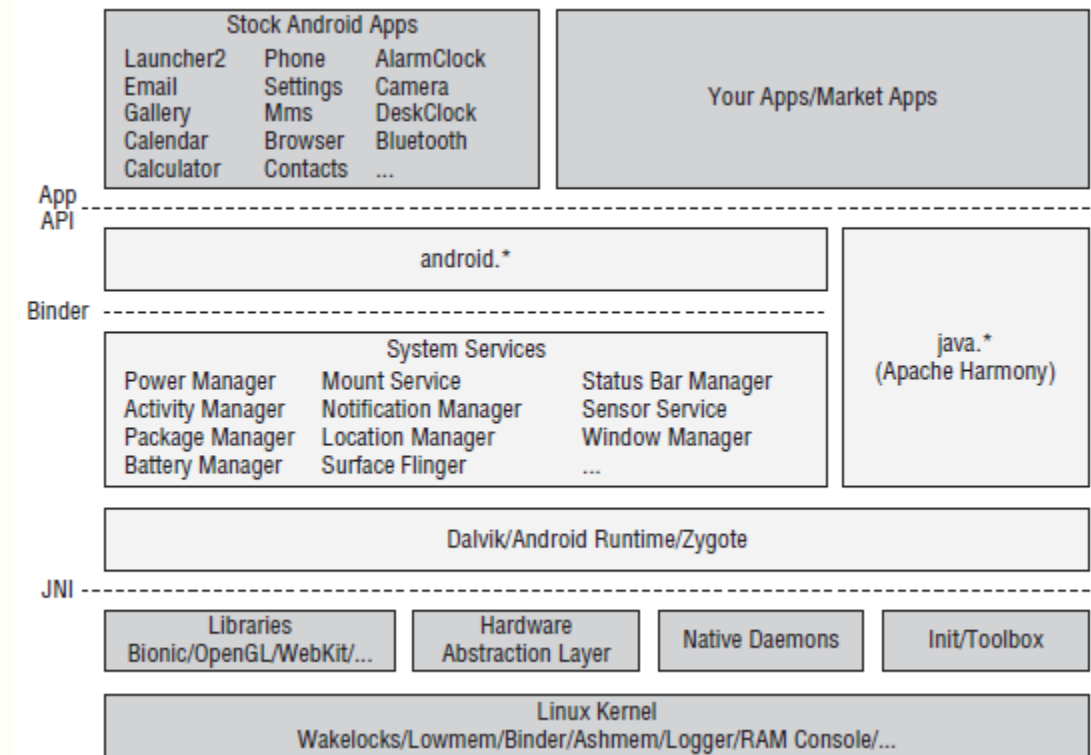 Stock Android Apps
Launcher2 Phone AlarmClock
Email Settings Camera
Gallery Mms DeskClock
Calendar Browser Bluetooth
Calculator Contacts ...
Your Apps/Market Apps
App
API
android.*
Binder
java.*
(Apache Harmony)
System Services
Power Manager Mount Service Status Bar Manager
Activity Manager Notification Manager Sensor Service
Package Manager Location Manager Window Manager
Battery Manager Surface Flinger ...
Dalvik/Android Runtime/Zygote
JNI
Libraries
Bionic/OpenGL/WebKit/...
Hardware
Abstraction Layer
Native Daemons
Init/Toolbox
Linux Kernel
Wakelocks/Lowmem/Binder/Ashmem/Logger/RAM Console/...